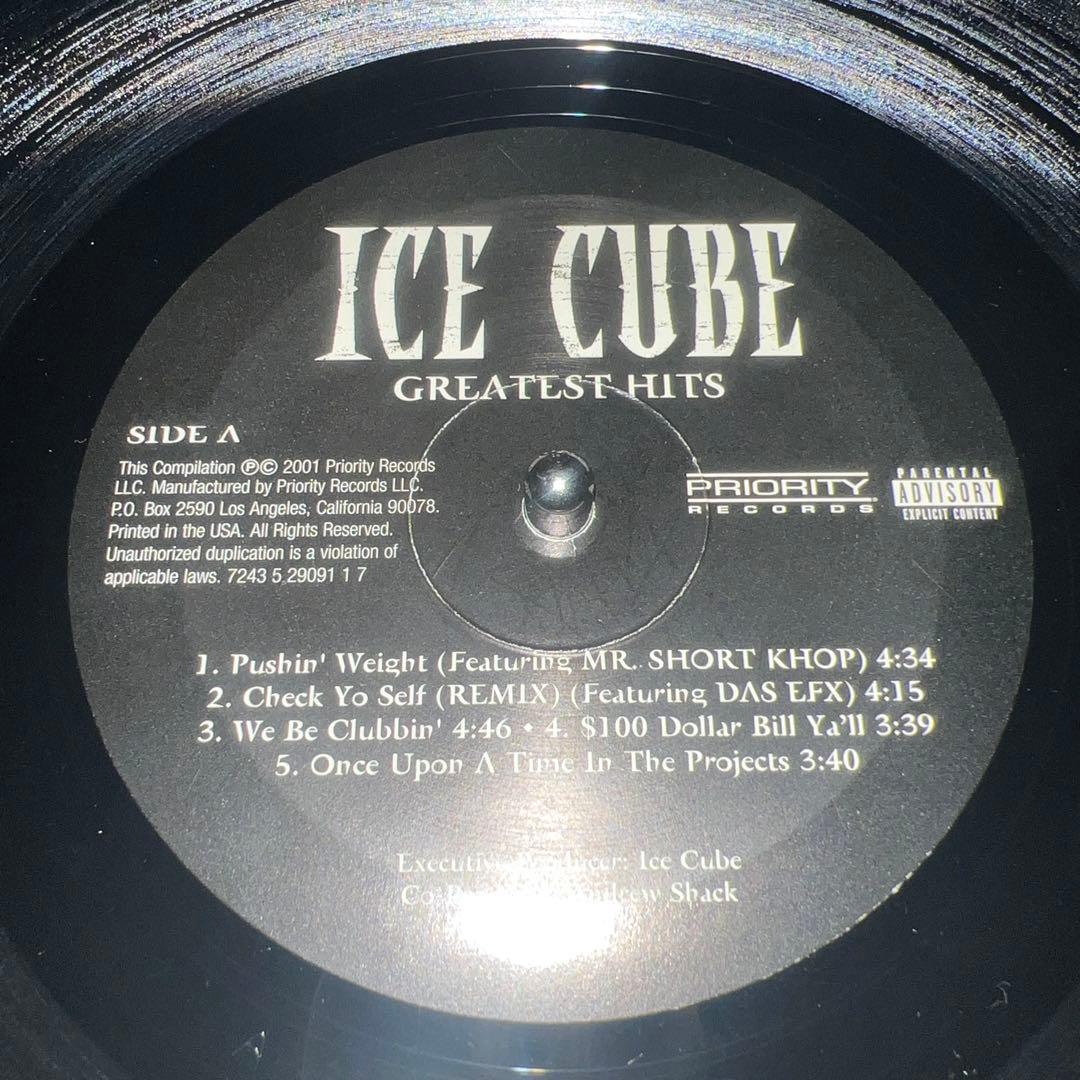 ICE CUBE
GREATEST HITS
SIDE A
This Compilation ℗© 2001 Priority Records
LLC. Manufactured by Priority Records LLC.
P.O. Box 2590 Los Angeles, California 90078.
Printed in the USA. All Rights Reserved.
Unauthorized duplication is a violation of
applicable laws. 7243 5 29091 1 7
PRIORITY
RECORDS
PARENTAL
ADVISORY
EXPLICIT CONTENT
1. Pushin' Weight (Featuring MR. SHORT KHOP) 4:34
2. Check Yo Self (REMIX) (Featuring DAS EFX) 4:15
3. We Be Clubbin' 4:46 • 4. $100 Dollar Bill Ya'll 3:39
5. Once Upon A Time In The Projects 3:40
Executive Producer: Ice Cube
Shack